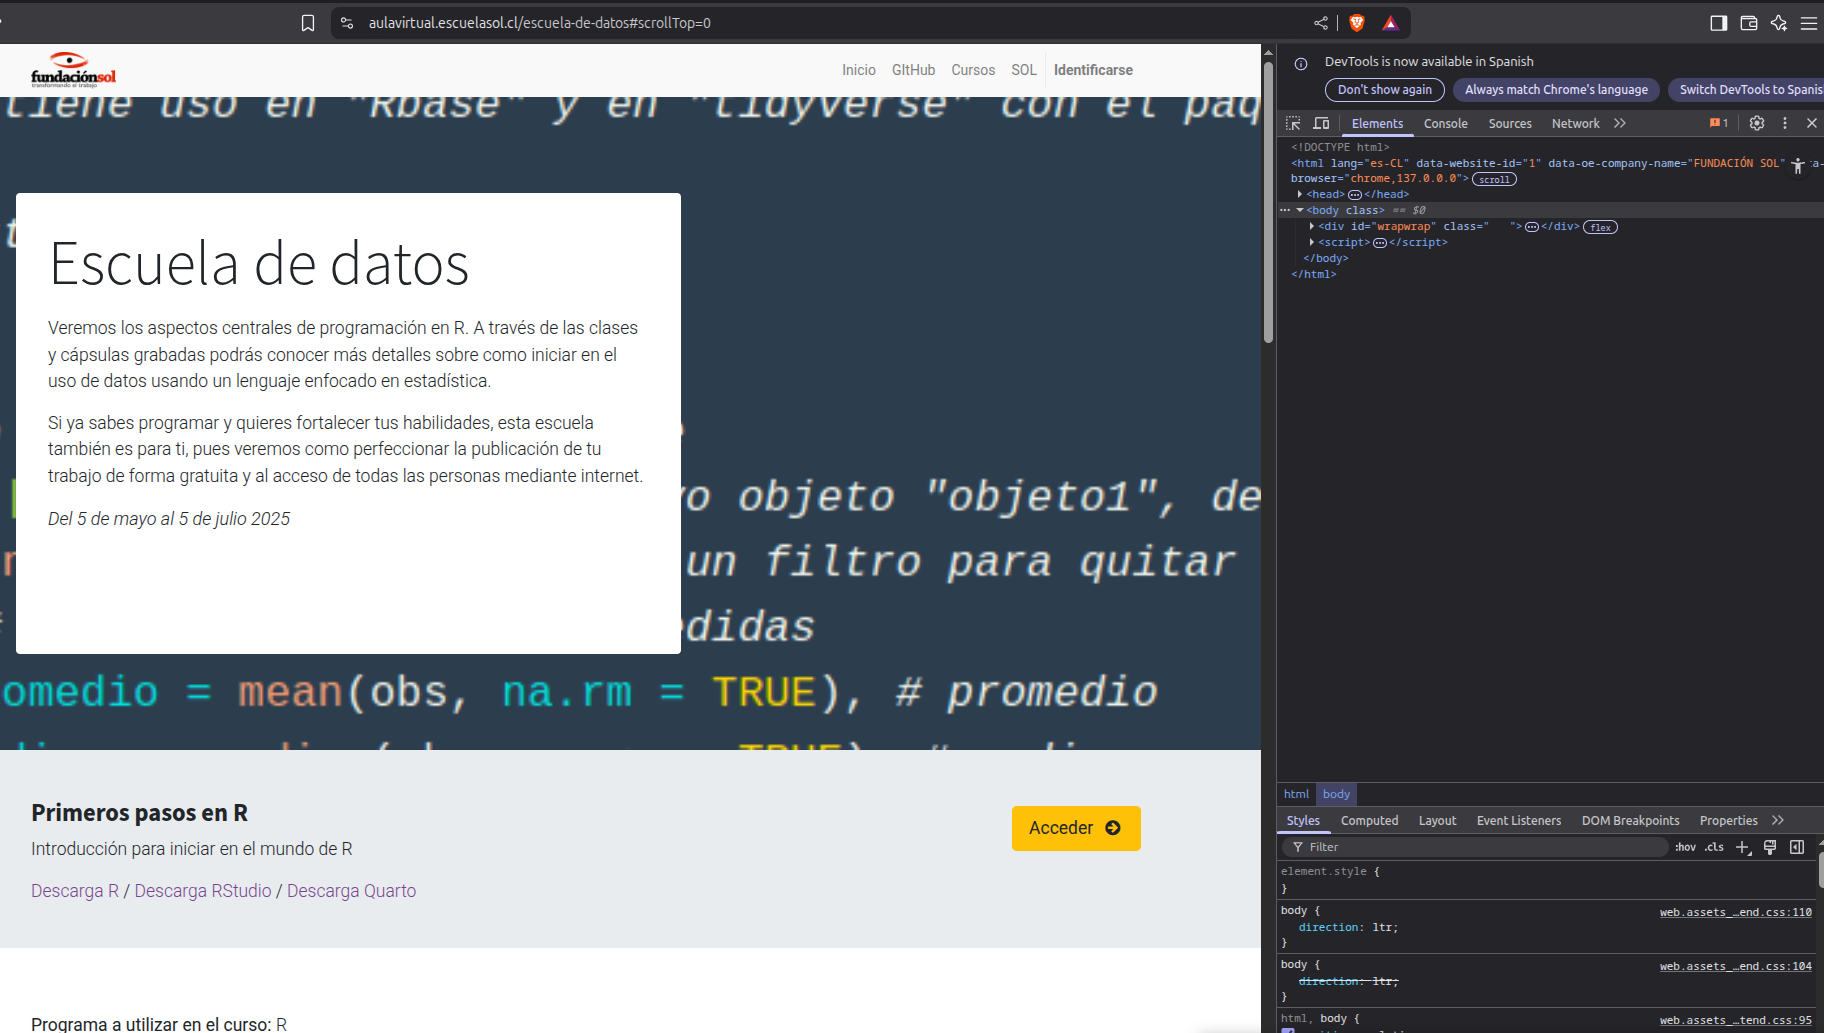 aulavirtual.escuelasol.cl/escuela-de-datos#scrollTop=0
fundaciónsol
transformando el trabajo
Inicio GItHub Cursos SOL Identificarse
tiene uso en "Rbase" y en "tidyverse" con el paq
Escuela de datos
Veremos los aspectos centrales de programación en R. A través de las clases
y cápsulas grabadas podrás conocer más detalles sobre como iniciar en el
uso de datos usando un lenguaje enfocado en estadística.
Si ya sabes programar y quieres fortalecer tus habilidades, esta escuela
también es para ti, pues veremos como perfeccionar la publicación de tu
trabajo de forma gratuita y al acceso de todas las personas mediante internet.
Del 5 de mayo al 5 de julio 2025
vo objeto "objeto1", de
un filtro para quitar
edidas
omedio = mean(obs, na.rm = TRUE), # promedio
Primeros pasos en R
Acceder
Introducción para iniciar en el mundo de R
Descarga R / Descarga RStudio / Descarga Quarto
Programa a utilizar en el curso: R
DevTools is now available in Spanish
Don't show again Always match Chrome's language Switch DevTools to Spanis
Elements Console Sources Network 1
<!DOCTYPE html>
<html lang="es-CL" data-website-id="1" data-oe-company-name="FUNDACIÓN SOL"
browser="chrome,137.0.0.0"> scroll
<head> ⋯ </head>
<body class> == $0
<div id="wrapwrap" class="   "> ⋯ </div> flex
<script> ⋯ </script>
</body>
</html>
html body
Styles Computed Layout Event Listeners DOM Breakpoints Properties
Filter :hov .cls
element.style {
}
body { web.assets_…end.css:110
direction: ltr;
}
body { web.assets_…end.css:104
direction: ltr;
}
html, body { web.assets_…tend.css:95